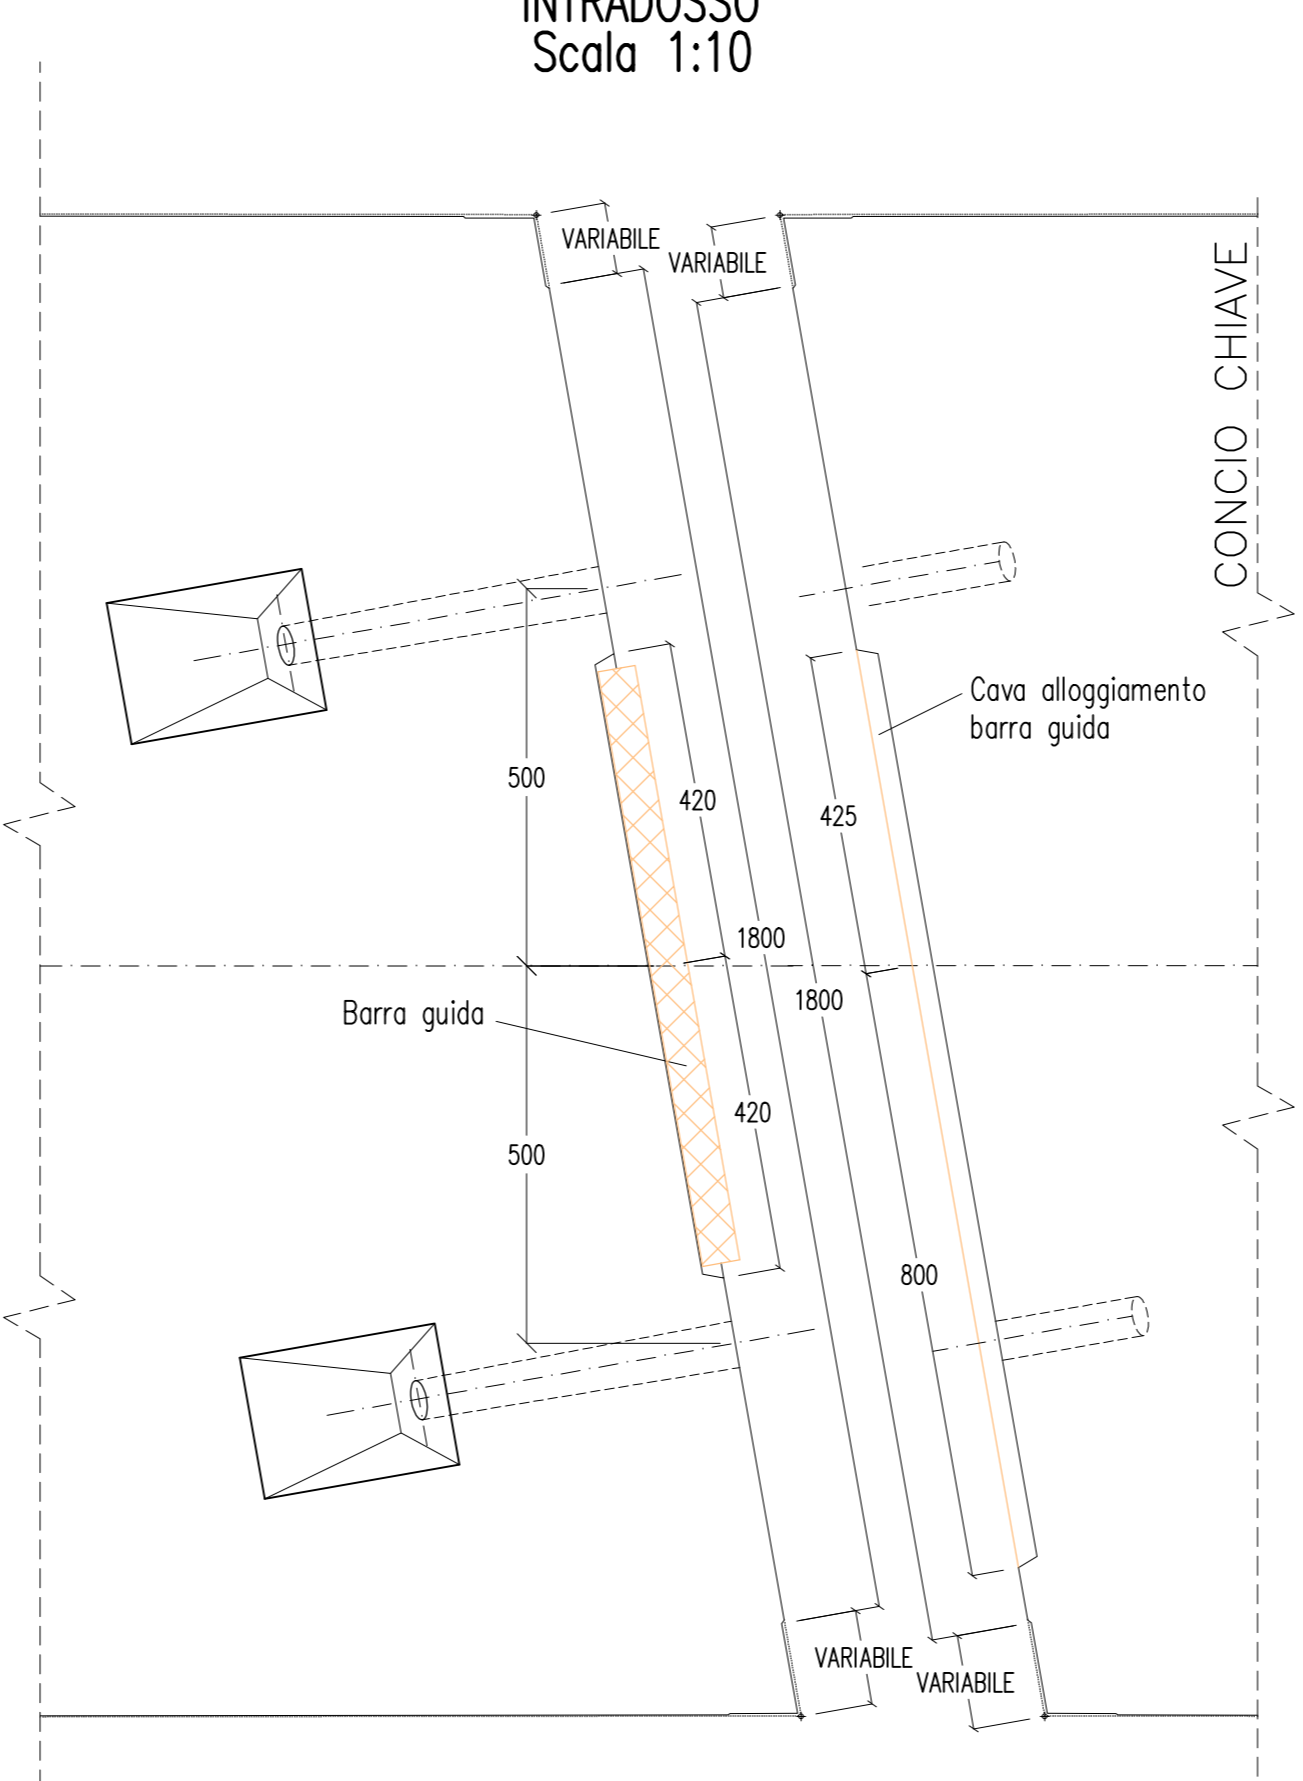 INTRADOSSO
Scala 1:10
VARIABILE
VARIABILE
CONCIO CHIAVE
Cava alloggiamento
barra guida
500
420
425
1800
1800
Barra guida
420
500
800
VARIABILE
VARIABILE